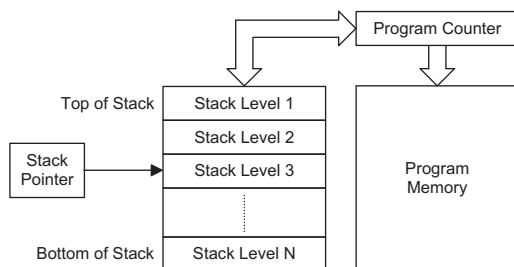 Program Counter
Top of Stack
Stack Level 1
Stack Level 2
Stack
Pointer
Stack Level 3
Program
Memory
Bottom of Stack
Stack Level N